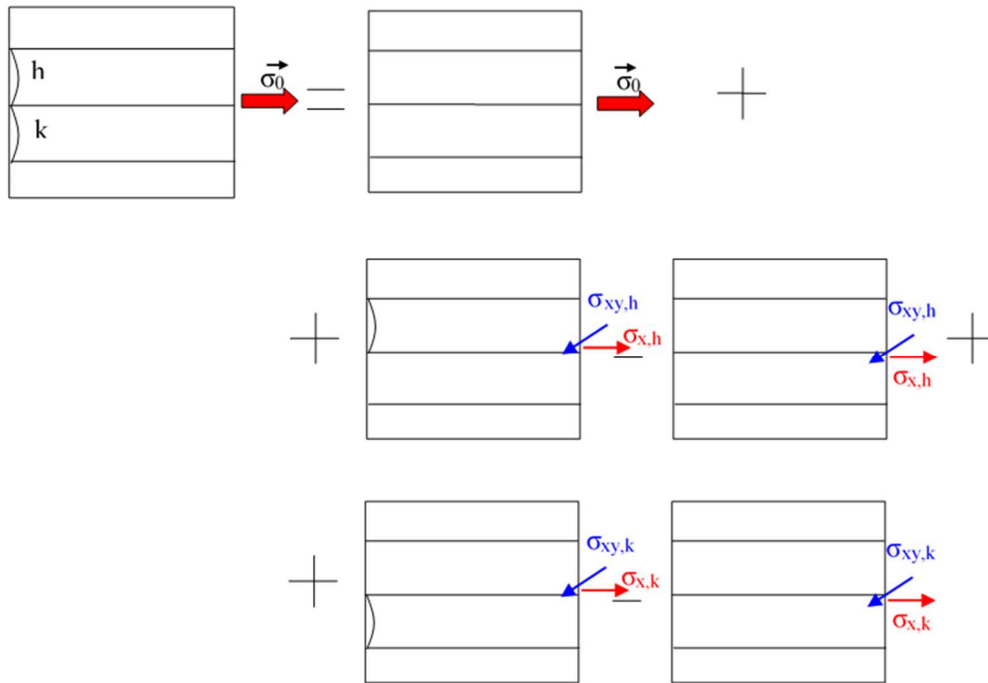 h
σ₀ = σ₀ +
k
+ σxy,h σx,h − σxy,h σx,h +
+ σxy,k σx,k − σxy,k σx,k